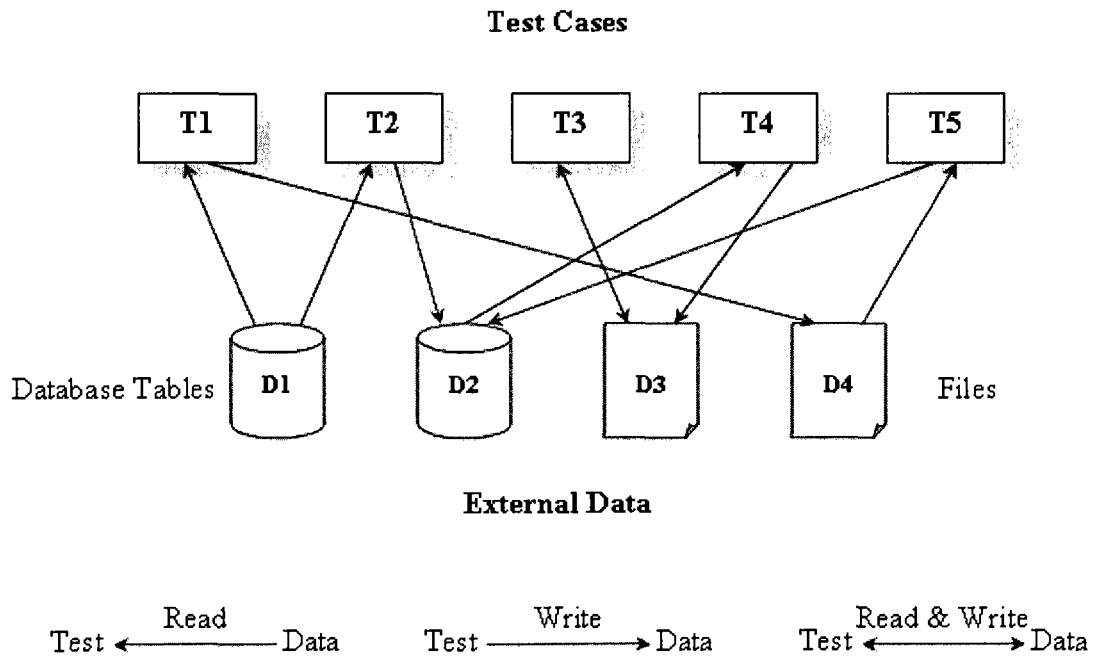 Test Cases
T1 T2 T3 T4 T5
Database Tables D1 D2 D3 D4 Files
External Data
Read Write Read & Write
Test Data Test Data Test Data